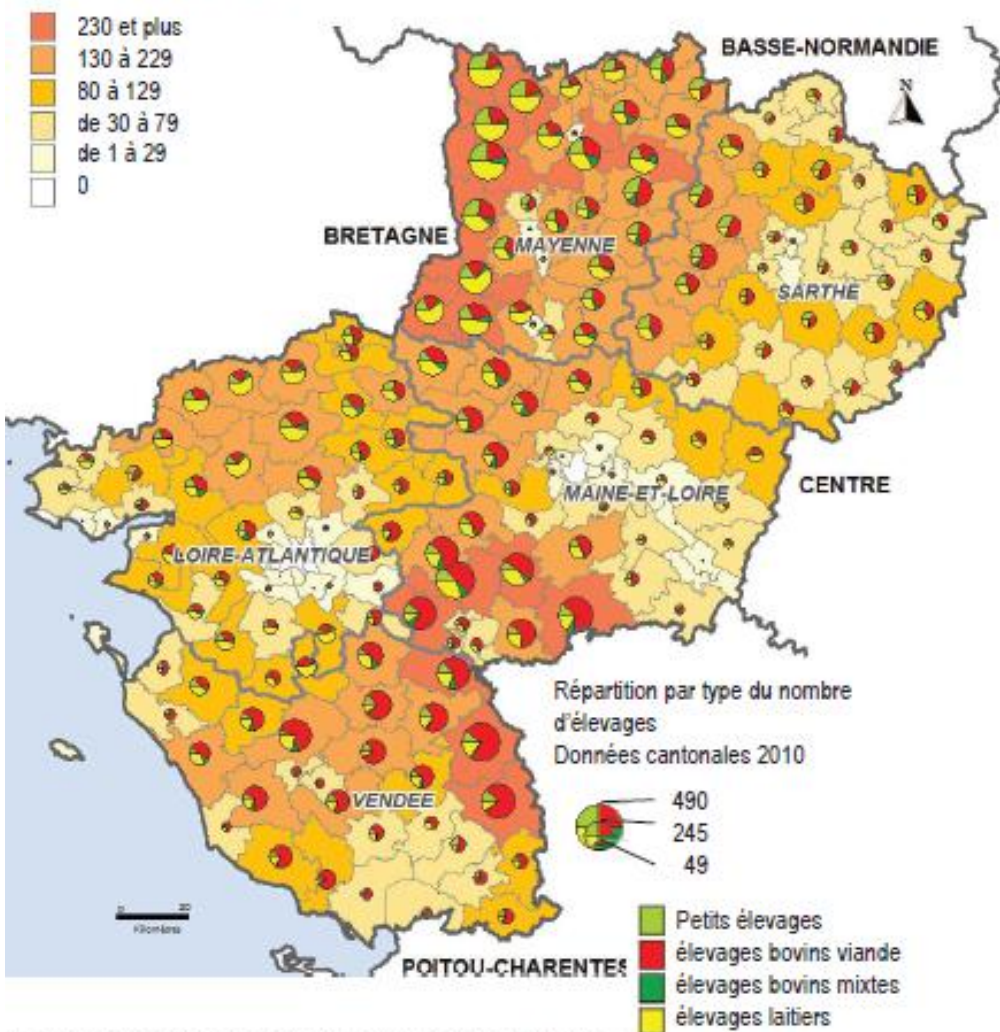 230 et plus
130 à 229
80 à 129
de 30 à 79
de 1 à 29
0
BASSE-NORMANDIE
N
BRETAGNE
MAYENNE
SARTHE
MAINE-ET-LOIRE
CENTRE
LOIRE-ATLANTIQUE
VENDEE
Répartition par type du nombre
d'élevages
Données cantonales 2010
490
245
49
0 20
Kilomètres
POITOU-CHARENTES
Petits élevages
élevages bovins viande
élevages bovins mixtes
élevages laitiers